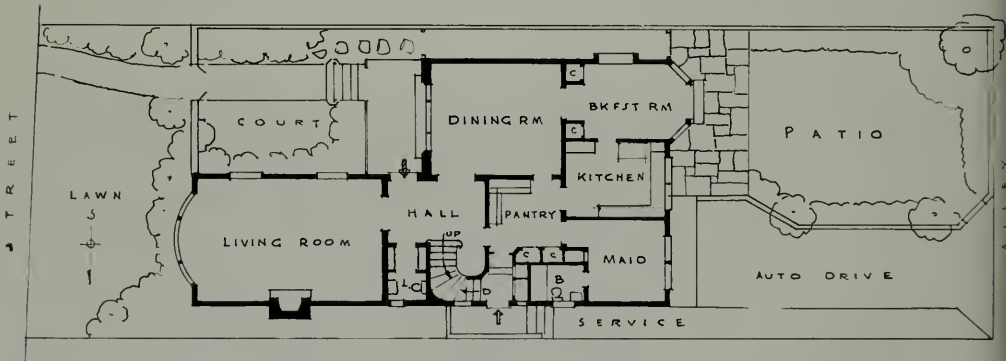 STREET
LAWN
S
COURT
LIVING ROOM
HALL
UP
L
D
DINING RM
C
C
BKFST RM
KITCHEN
PANTRY
C
C
B
MAID
PATIO
AUTO DRIVE
SERVICE